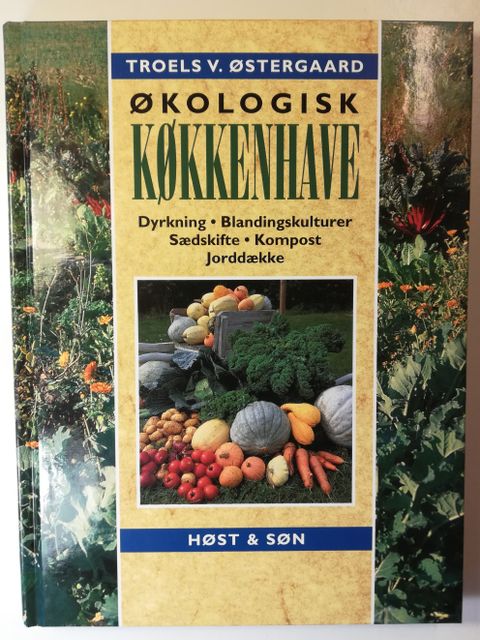 TROELS V. ØSTERGAARD
ØKOLOGISK
KØKKENHAVE
Dyrkning • Blandingskulturer
Sædskifte • Kompost
Jorddække
HØST & SØN